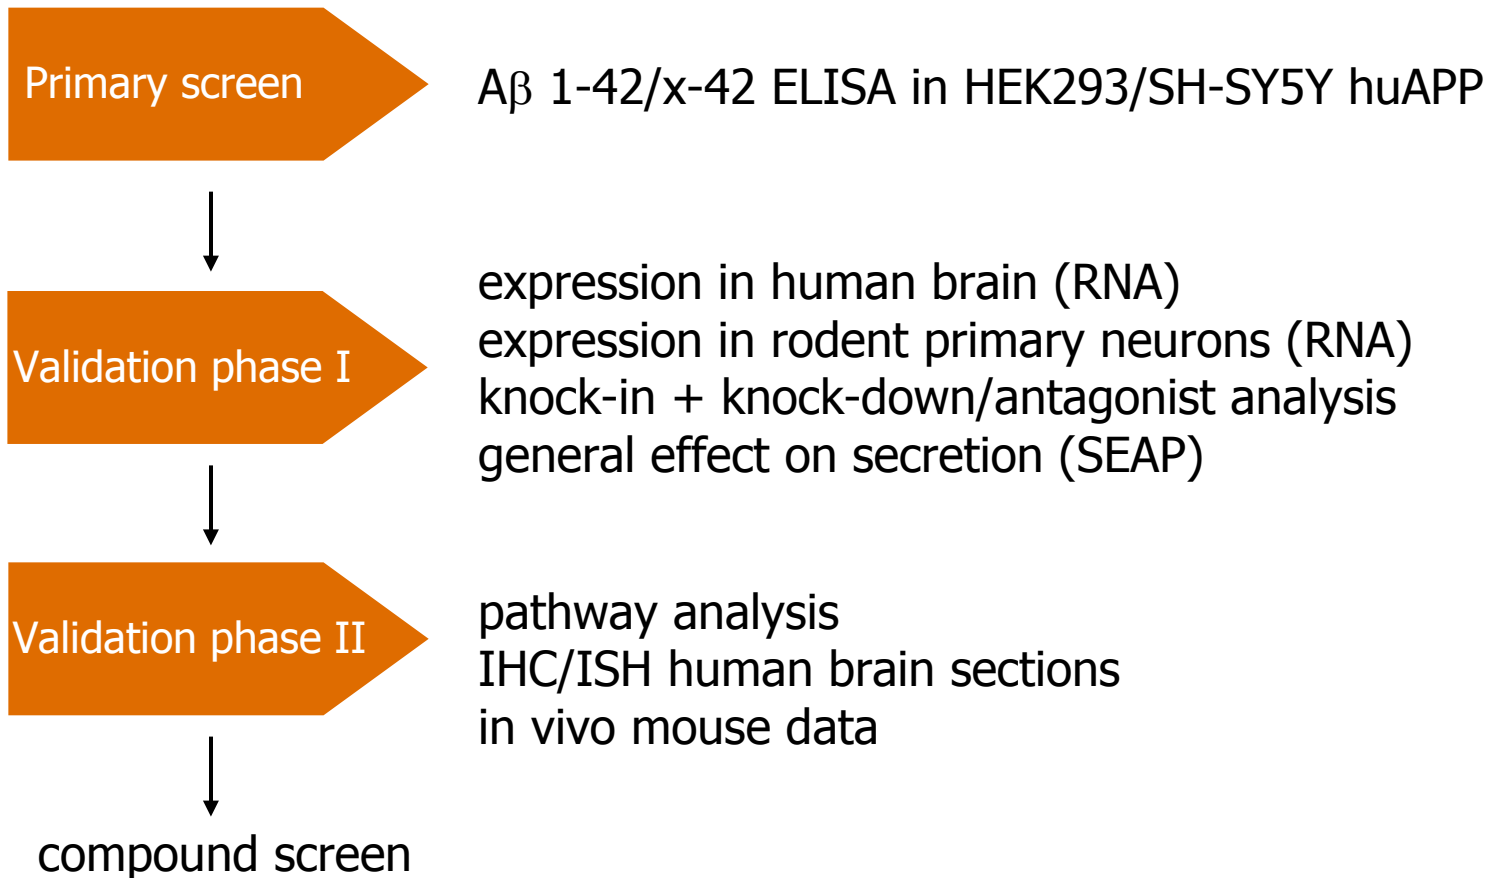 Primary screen
Aβ 1-42/x-42 ELISA in HEK293/SH-SY5Y huAPP
Validation phase I
expression in human brain (RNA)
expression in rodent primary neurons (RNA)
knock-in + knock-down/antagonist analysis
general effect on secretion (SEAP)
Validation phase II
pathway analysis
IHC/ISH human brain sections
in vivo mouse data
compound screen